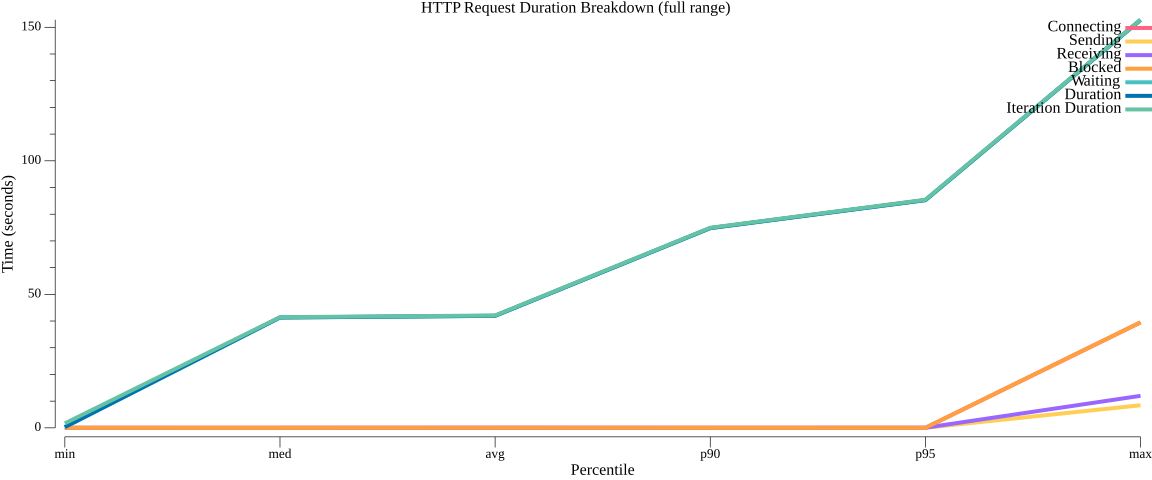 HTTP Request Duration Breakdown (full range)
150
100
50
0
Time (seconds)
Connecting
Sending
Receiving
Blocked
Waiting
Duration
Iteration Duration
min med avg p90 p95 max
Percentile